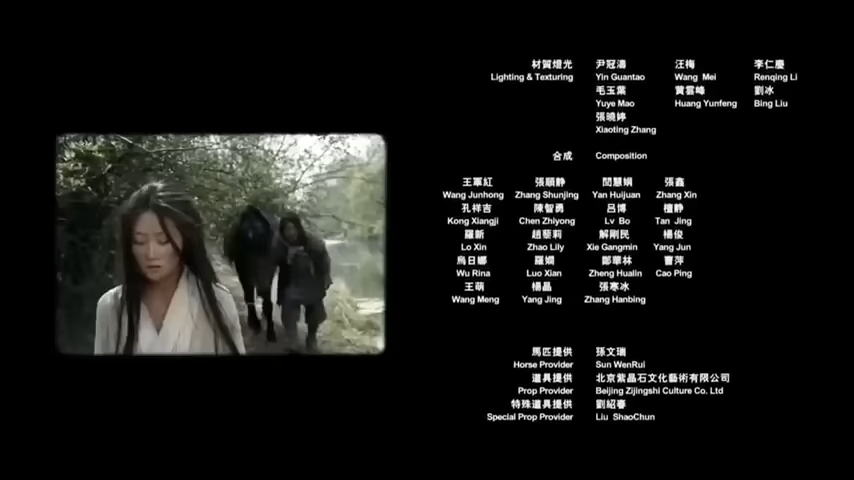 材質燈光 尹冠濤 汪梅 李仁慶
Lighting & Texturing Yin Guantao Wang Mei Renqing Li
毛玉葉 黄雲峰 劉冰
Yuye Mao Huang Yunfeng Bing Liu
張曉婷
Xiaoting Zhang
合成 Composition
王軍紅 張順静 閆慧娟 張鑫
Wang Junhong Zhang Shunjing Yan Huijuan Zhang Xin
孔祥吉 陳智勇 吕博 檀静
Kong Xiangji Chen Zhiyong Lv Bo Tan Jing
羅新 趙藜莉 解剛民 楊俊
Lo Xin Zhao Lily Xie Gangmin Yang Jun
烏日娜 羅嫻 鄭華林 曹萍
Wu Rina Luo Xian Zheng Hualin Cao Ping
王萌 楊晶 張寒冰
Wang Meng Yang Jing Zhang Hanbing
馬匹提供 孫文瑞
Horse Provider Sun WenRui
道具提供 北京紫晶石文化藝術有限公司
Prop Provider Beijing Zijingshi Culture Co. Ltd
特殊道具提供 劉紹春
Special Prop Provider Liu ShaoChun